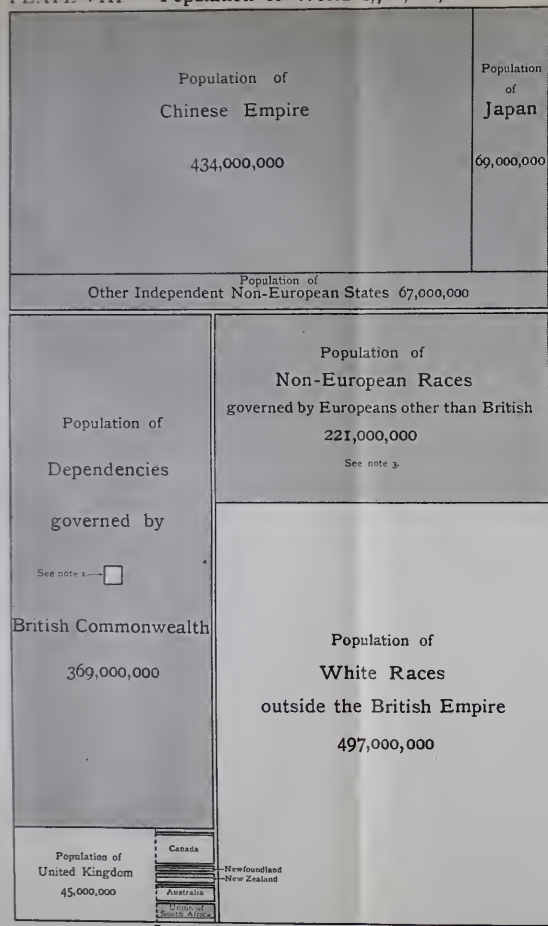 Population of
Chinese Empire
434,000,000
Population
of
Japan
69,000,000
Population of
Other Independent Non-European States 67,000,000
Population of
Dependencies
governed by
See note 1.
British Commonwealth
369,000,000
Population of
Non-European Races
governed by Europeans other than British
221,000,000
See note 3.
Population of
White Races
outside the British Empire
497,000,000
Population of
United Kingdom
45,000,000
Canada
Newfoundland
New Zealand
Australia
Union of
South Africa